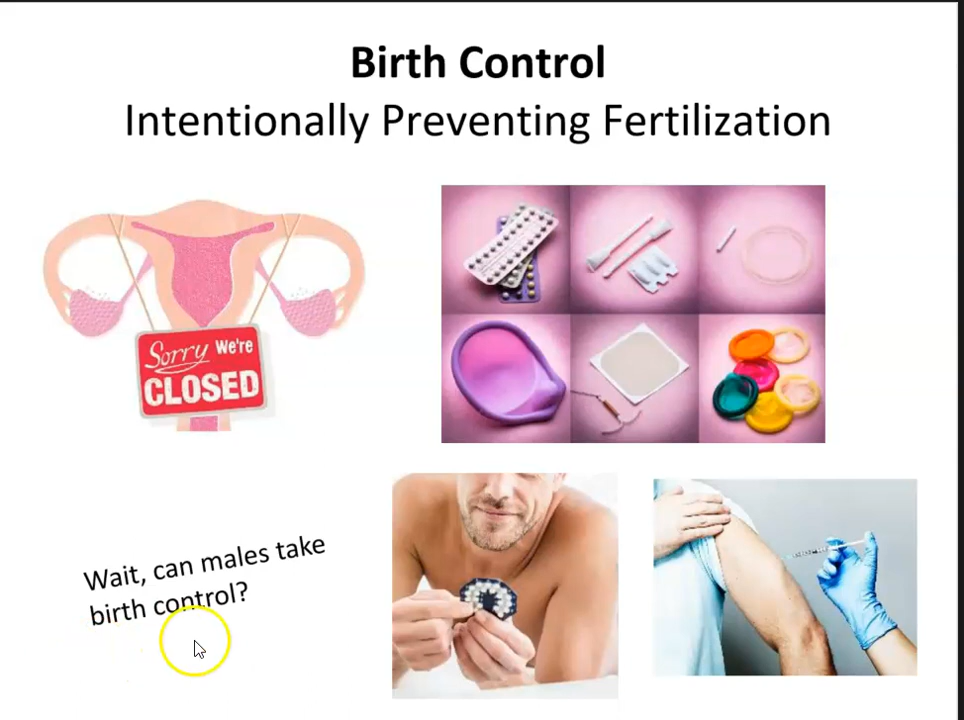 Birth Control
Intentionally Preventing Fertilization
Sorry We're
CLOSED
Wait, can males take
birth control?